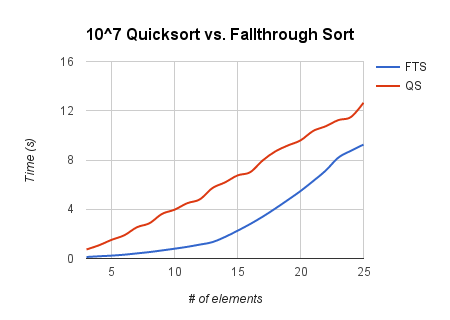 10^7 Quicksort vs. Fallthrough Sort
16
12
8
4
0
Time (s)
5 10 15 20 25
# of elements
FTS
QS